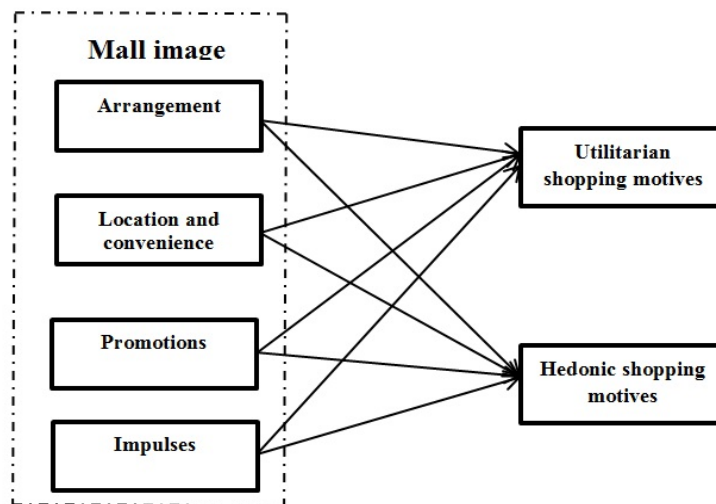 Mall image
Arrangement
Location and
convenience
Promotions
Impulses
Utilitarian
shopping motives
Hedonic shopping
motives